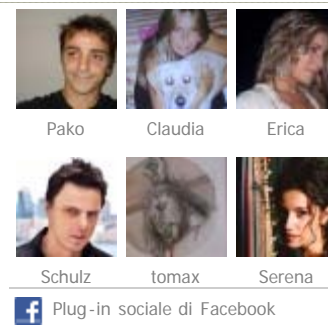 Pako Claudia Erica
Schulz tomax Serena
Plug-in sociale di Facebook